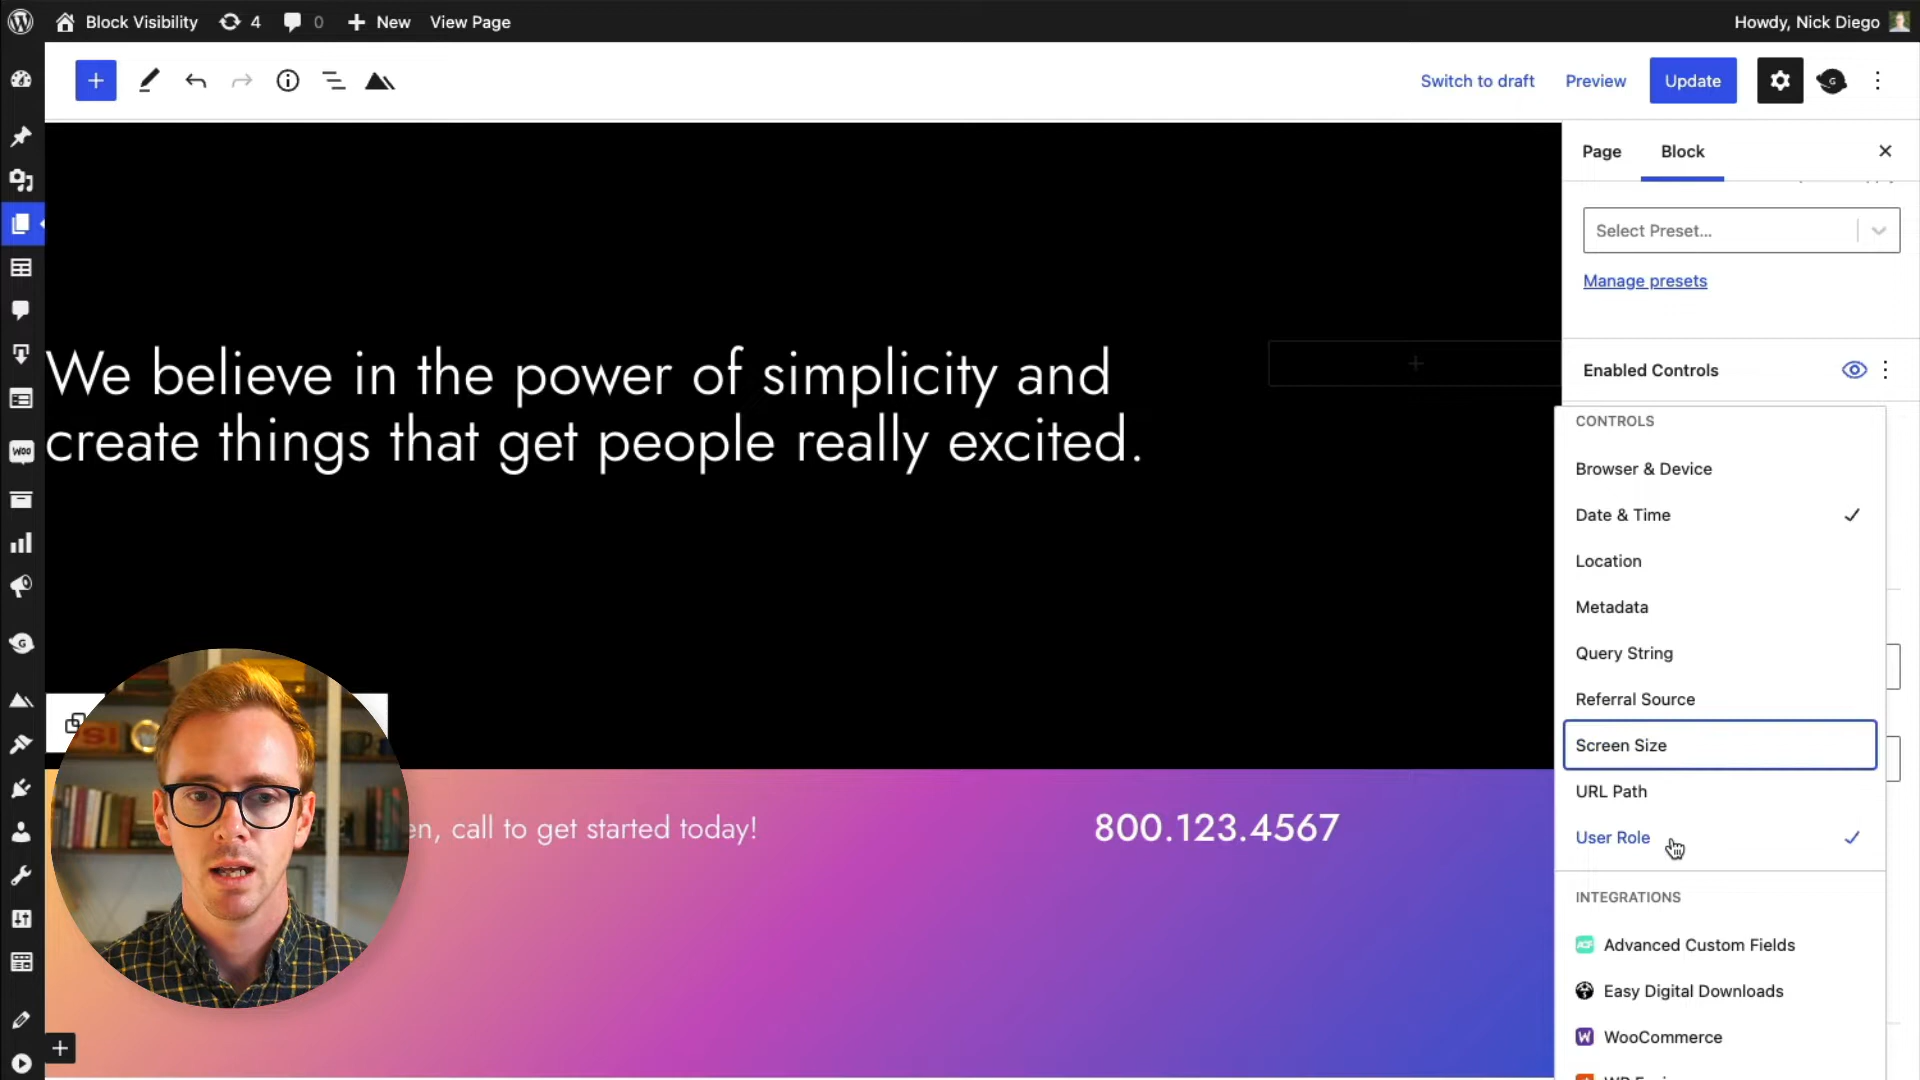 Block Visibility
4
0
New
View Page
Howdy, Nick Diego
Switch to draft
Preview
Update
G
Page
Block
Select Preset...
Manage presets
Enabled Controls
We believe in the power of simplicity and
create things that get people really excited.
CONTROLS
Browser & Device
Date & Time
Location
Metadata
Query String
Referral Source
Screen Size
URL Path
User Role
WOO
G
en, call to get started today!
800.123.4567
INTEGRATIONS
ACF
Advanced Custom Fields
Easy Digital Downloads
W
WooCommerce